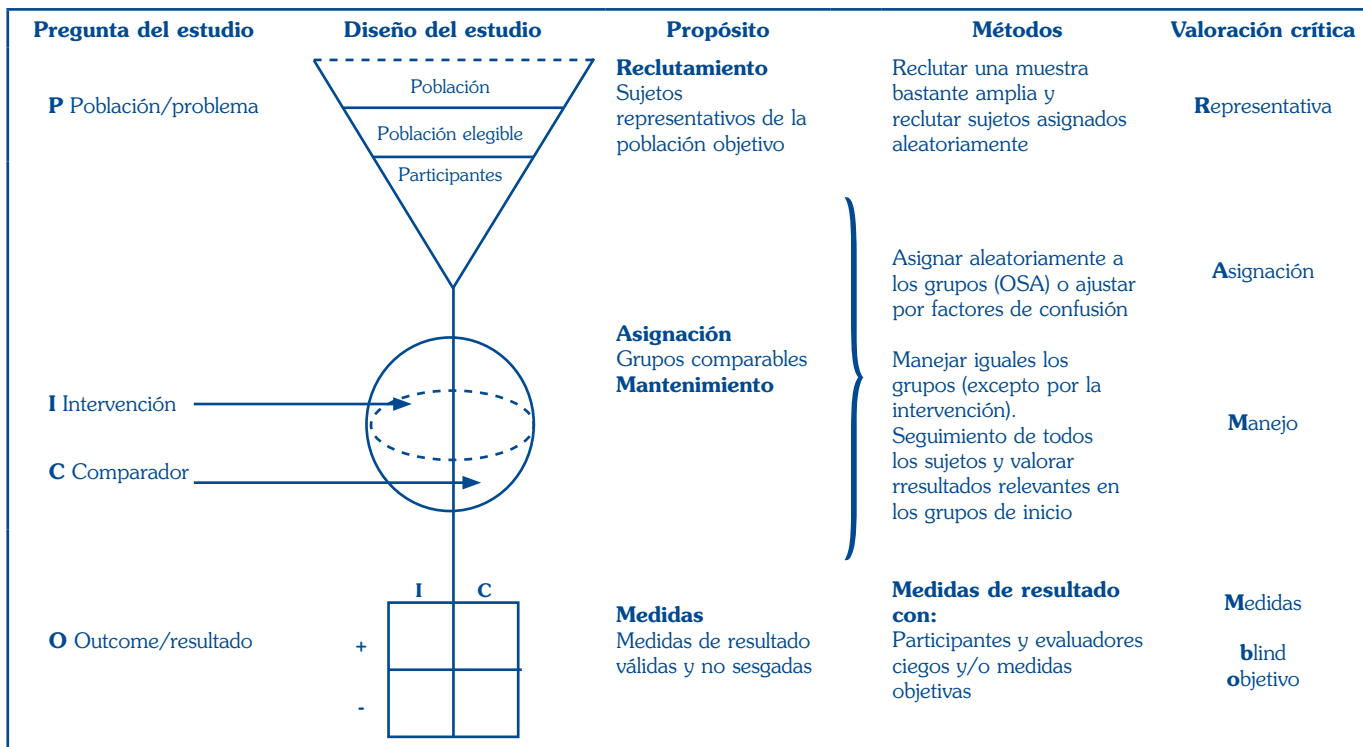 Pregunta del estudio
Diseño del estudio
Propósito
Métodos
Valoración crítica
P Población/problema
Población
Población elegible
Participantes
Reclutamiento
Sujetos
representativos de la
población objetivo
Reclutar una muestra
bastante amplia y
reclutar sujetos asignados
aleatoriamente
Representativa
I Intervención
C Comparador
Asignación
Grupos comparables
Mantenimiento
Asignar aleatoriamente a
los grupos (OSA) o ajustar
por factores de confusión
Asignación
Manejar iguales los
grupos (excepto por la
intervención).
Seguimiento de todos
los sujetos y valorar
rresultados relevantes en
los grupos de inicio
Manejo
O Outcome/resultado
I C
+
-
Medidas
Medidas de resultado
válidas y no sesgadas
Medidas de resultado
con:
Participantes y evaluadores
ciegos y/o medidas
objetivas
Medidas
blind
objetivo